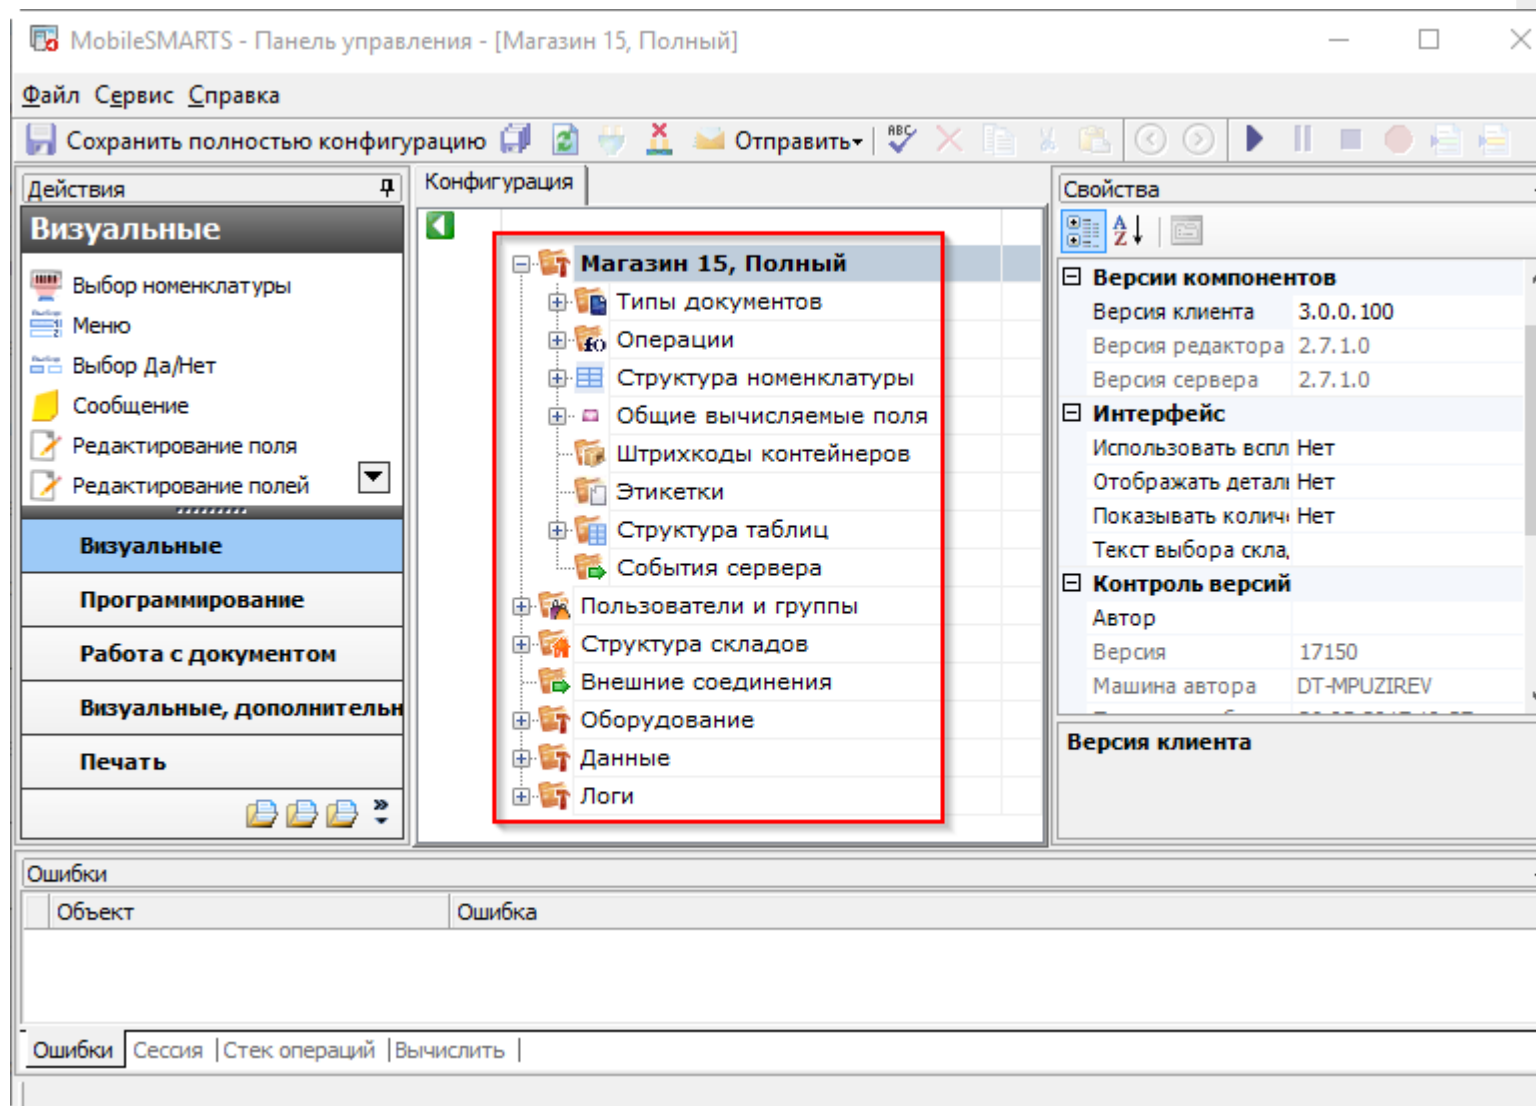 MobileSMARTS - Панель управления - [Магазин 15, Полный]
Файл Сервис Справка
Сохранить полностью конфигурацию Отправить
Действия
Визуальные
Выбор номенклатуры
Меню
Выбор Да/Нет
Сообщение
Редактирование поля
Редактирование полей
Визуальные
Программирование
Работа с документом
Визуальные, дополнительн
Печать
Конфигурация
Магазин 15, Полный
Типы документов
Операции
Структура номенклатуры
Общие вычисляемые поля
Штрихкоды контейнеров
Этикетки
Структура таблиц
События сервера
Пользователи и группы
Структура складов
Внешние соединения
Оборудование
Данные
Логи
Свойства
Версии компонентов
Версия клиента 3.0.0.100
Версия редактора 2.7.1.0
Версия сервера 2.7.1.0
Интерфейс
Использовать вспл Нет
Отображать детал Нет
Показывать колич Нет
Текст выбора скла
Контроль версий
Автор
Версия 17150
Машина автора DT-MPUZIREV
Версия клиента
Ошибки
Объект Ошибка
Ошибки Сессия Стек операций Вычислить